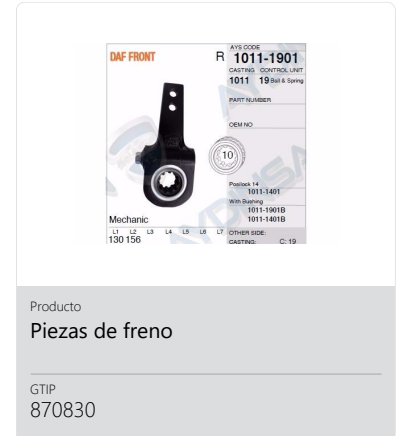 DAF FRONT
R
AYS CODE
1011-1901
CASTING CONTROL UNIT
1011 19 Ball & Spring
PART NUMBER
OEM NO
10
Poslock 14
1011-1401
With Bushing
1011-1901B
1011-1401B
Mechanic
L1 L2 L3 L4 L5 L6 L7
130 156
OTHER SIDE:
CASTING: C: 19
AYDINSA
Producto
Piezas de freno
GTIP
870830